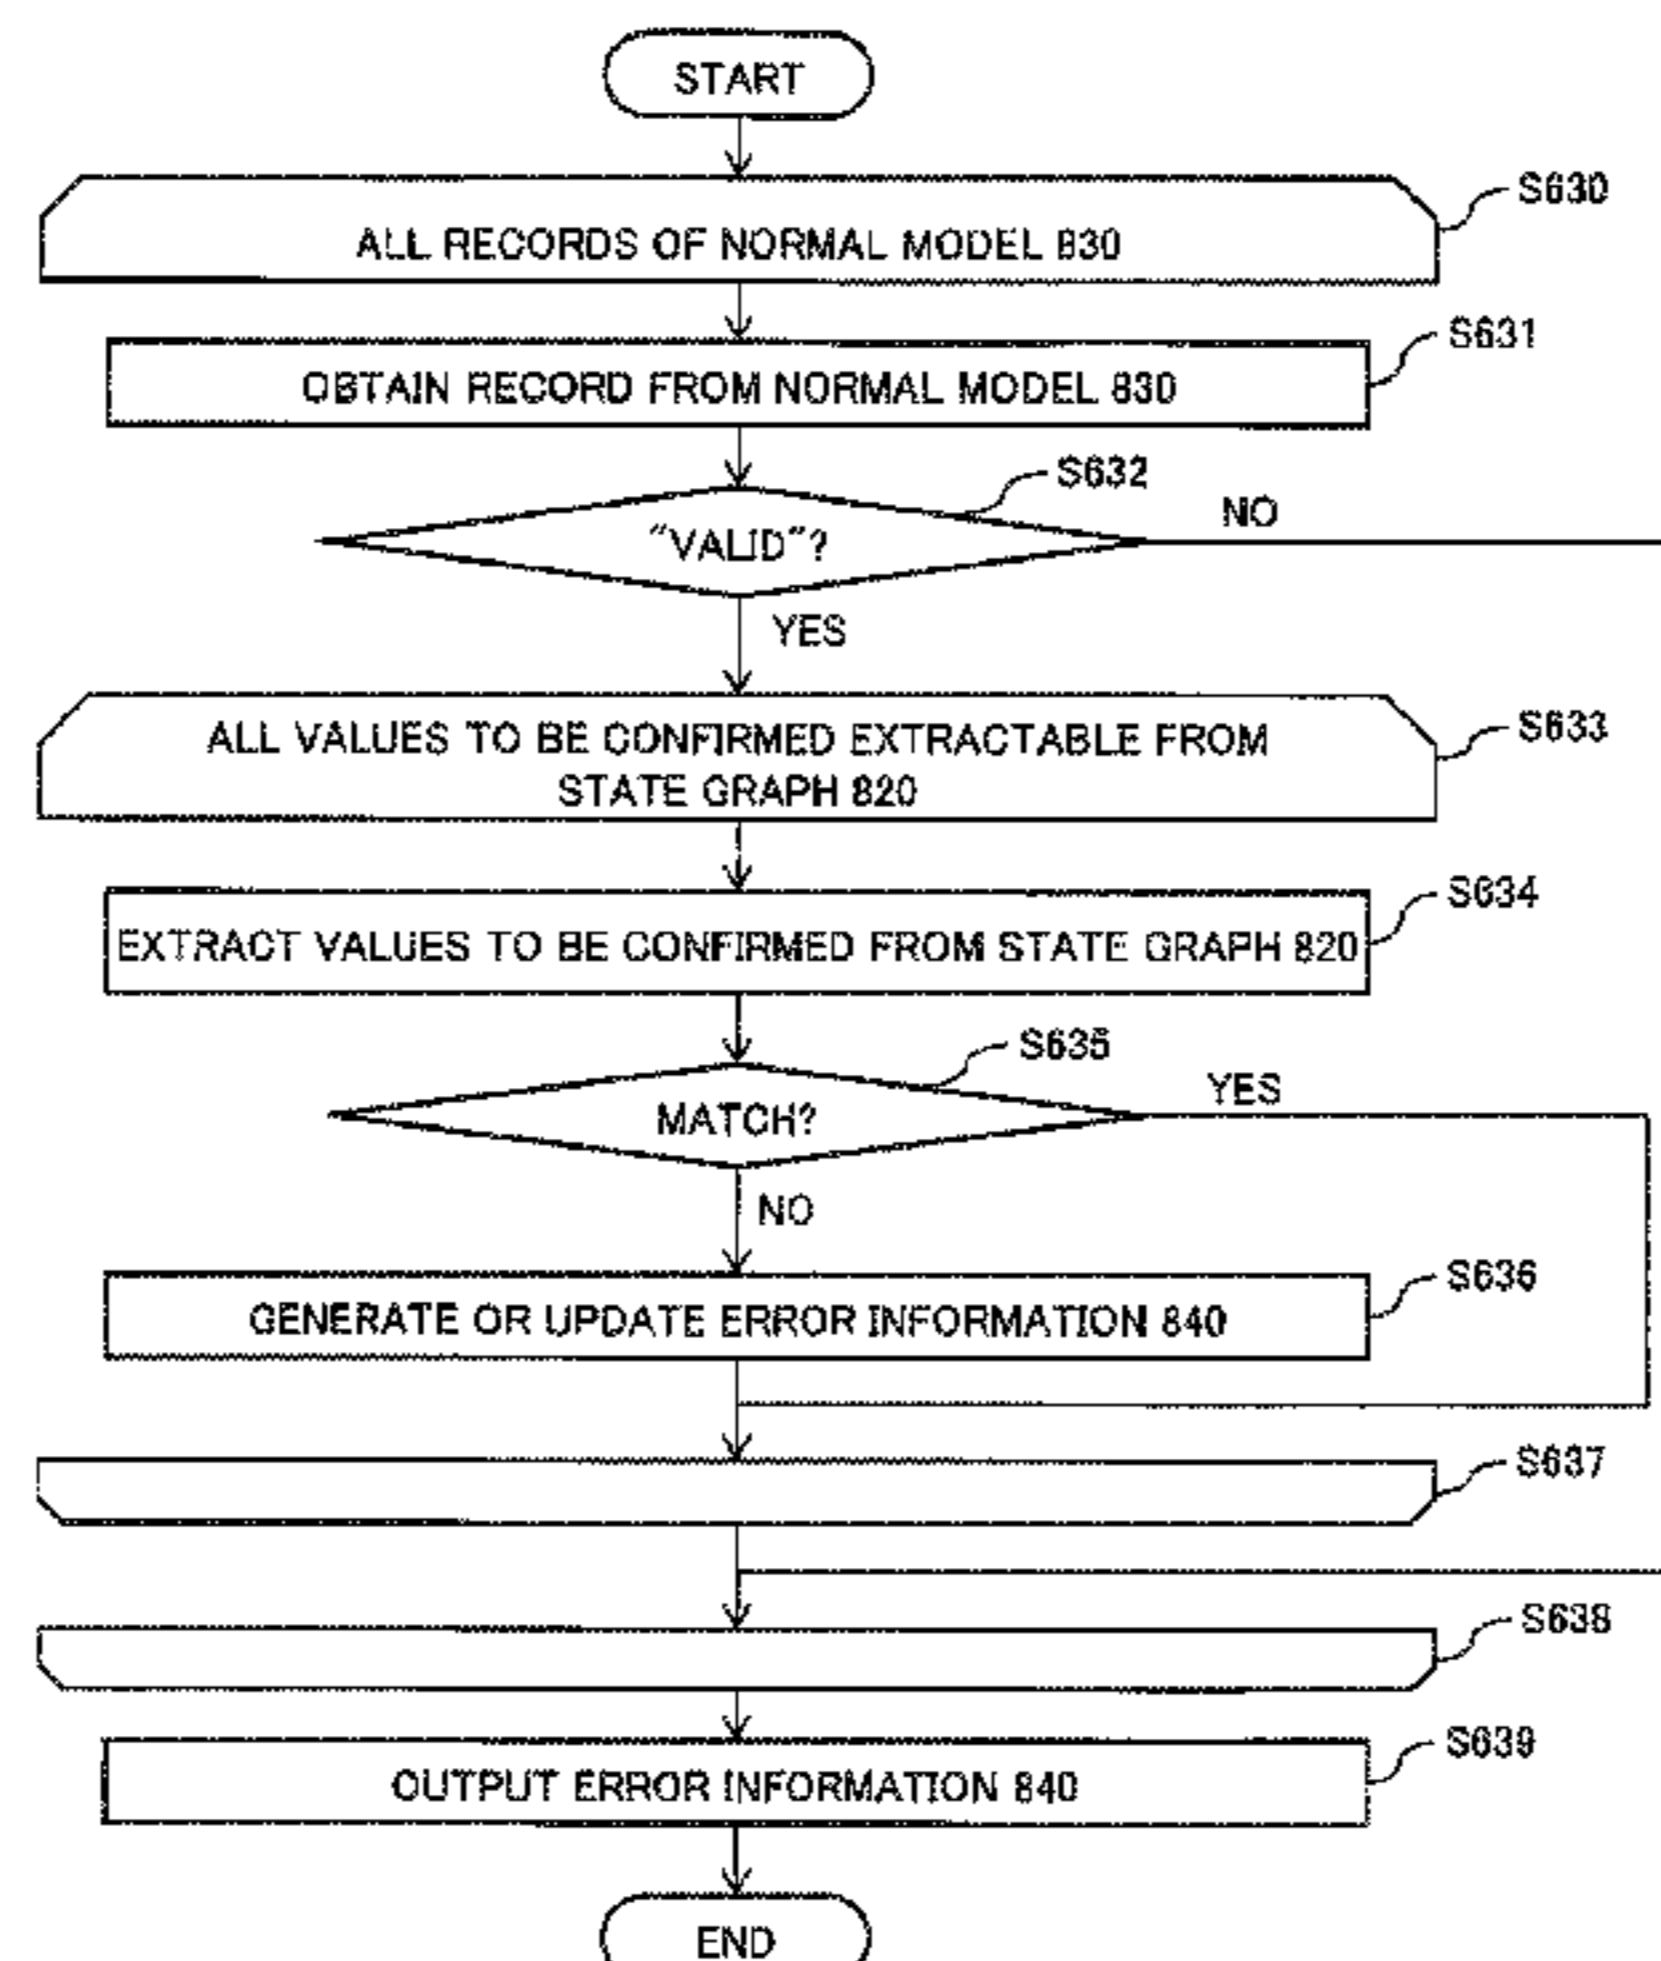 START
S630
ALL RECORDS OF NORMAL MODEL 830
S631
OBTAIN RECORD FROM NORMAL MODEL 830
S632
"VALID"?
NO
YES
S633
ALL VALUES TO BE CONFIRMED EXTRACTABLE FROM
STATE GRAPH 820
S634
EXTRACT VALUES TO BE CONFIRMED FROM STATE GRAPH 820
S635
MATCH?
YES
NO
S636
GENERATE OR UPDATE ERROR INFORMATION 840
S637
S638
S639
OUTPUT ERROR INFORMATION 840
END